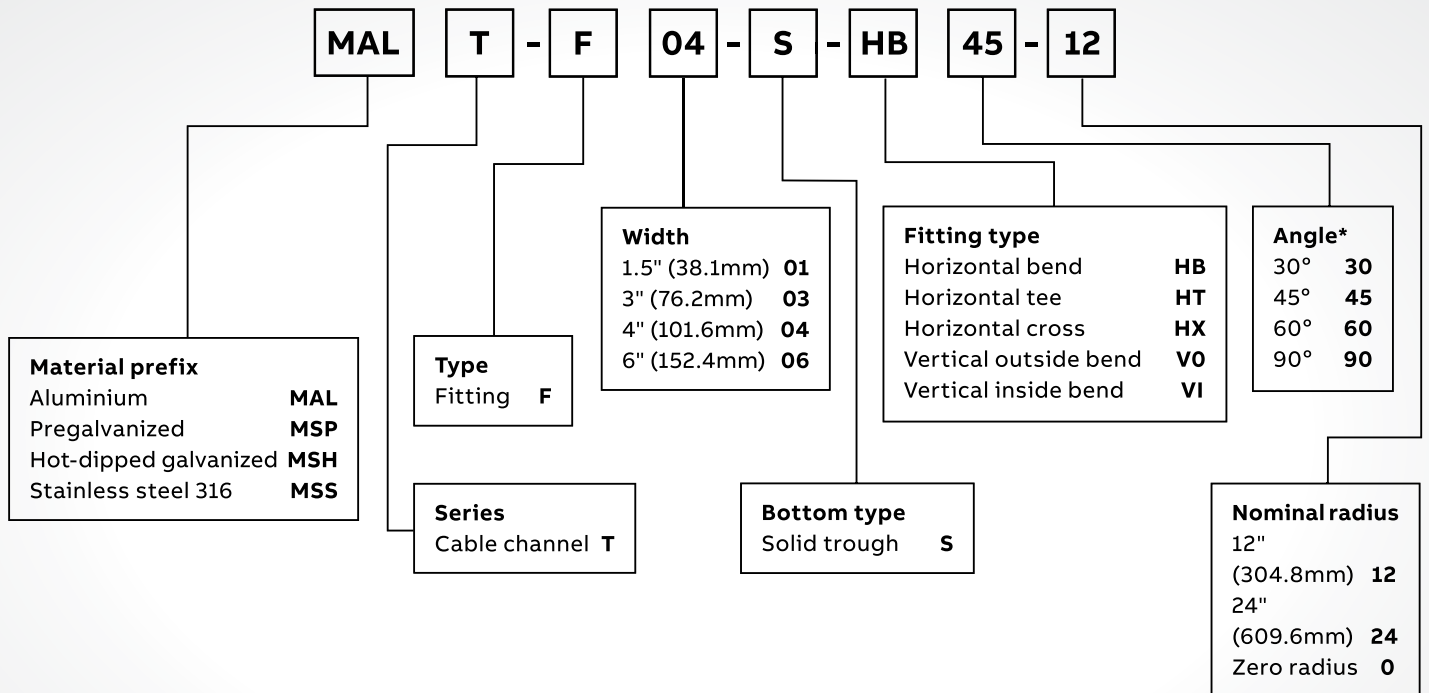 MAL T - F 04 - S - HB 45 - 12
Width
1.5" (38.1mm) 01
3" (76.2mm) 03
4" (101.6mm) 04
6" (152.4mm) 06
Fitting type
Horizontal bend HB
Horizontal tee HT
Horizontal cross HX
Vertical outside bend V0
Vertical inside bend VI
Angle*
30° 30
45° 45
60° 60
90° 90
Material prefix
Aluminium MAL
Pregalvanized MSP
Hot-dipped galvanized MSH
Stainless steel 316 MSS
Type
Fitting F
Series
Cable channel T
Bottom type
Solid trough S
Nominal radius
12"
(304.8mm) 12
24"
(609.6mm) 24
Zero radius 0